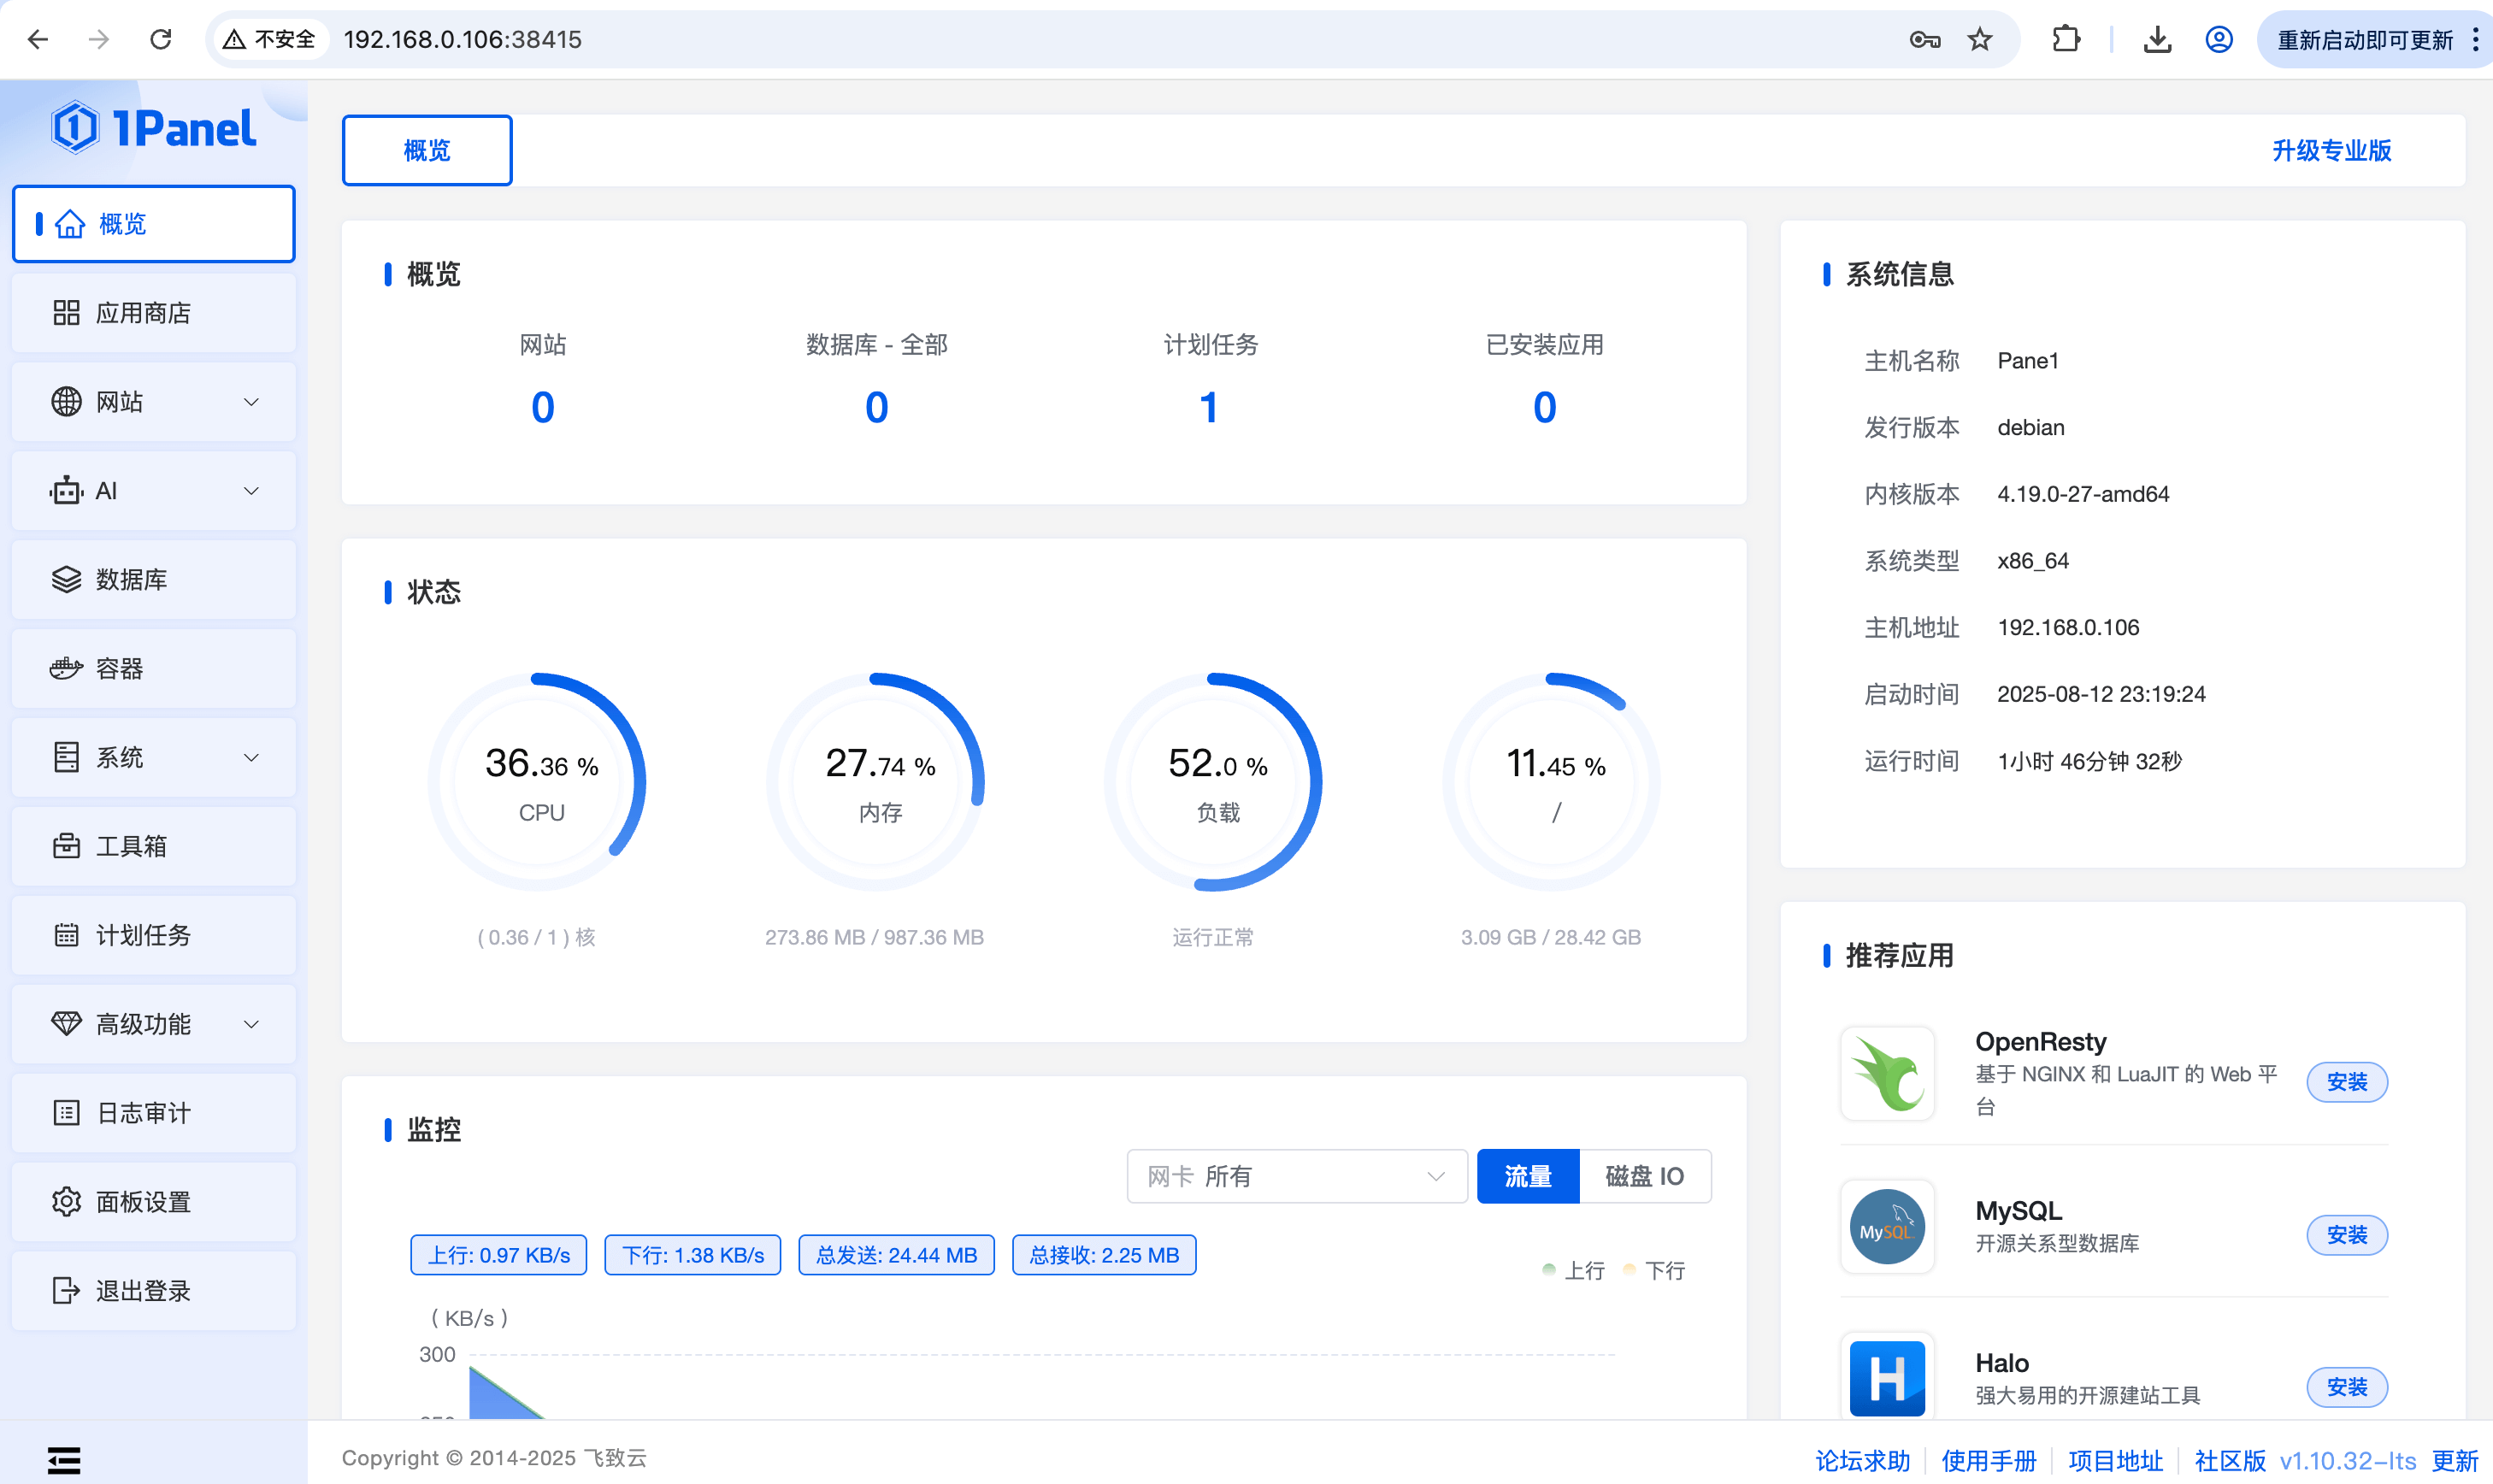 不安全
192.168.0.106:38415
重新启动即可更新
1Panel
概览
应用商店
网站
AI
数据库
容器
系统
工具箱
计划任务
高级功能
日志审计
面板设置
退出登录
概览
升级专业版
概览
网站
数据库 - 全部
计划任务
已安装应用
0
0
1
0
状态
36.36 %
CPU
( 0.36 / 1 ) 核
27.74 %
内存
273.86 MB / 987.36 MB
52.0 %
负载
运行正常
11.45 %
/
3.09 GB / 28.42 GB
监控
网卡 所有
流量
磁盘 IO
上行: 0.97 KB/s
下行: 1.38 KB/s
总发送: 24.44 MB
总接收: 2.25 MB
上行
下行
( KB/s )
300
系统信息
主机名称 Pane1
发行版本 debian
内核版本 4.19.0-27-amd64
系统类型 x86_64
主机地址 192.168.0.106
启动时间 2025-08-12 23:19:24
运行时间 1小时 46分钟 32秒
推荐应用
OpenResty
基于 NGINX 和 LuaJIT 的 Web 平
台
安装
MySQL
MySQL
开源关系型数据库
安装
H
Halo
强大易用的开源建站工具
安装
Copyright © 2014-2025 飞致云
论坛求助
使用手册
项目地址
社区版 v1.10.32-lts 更新